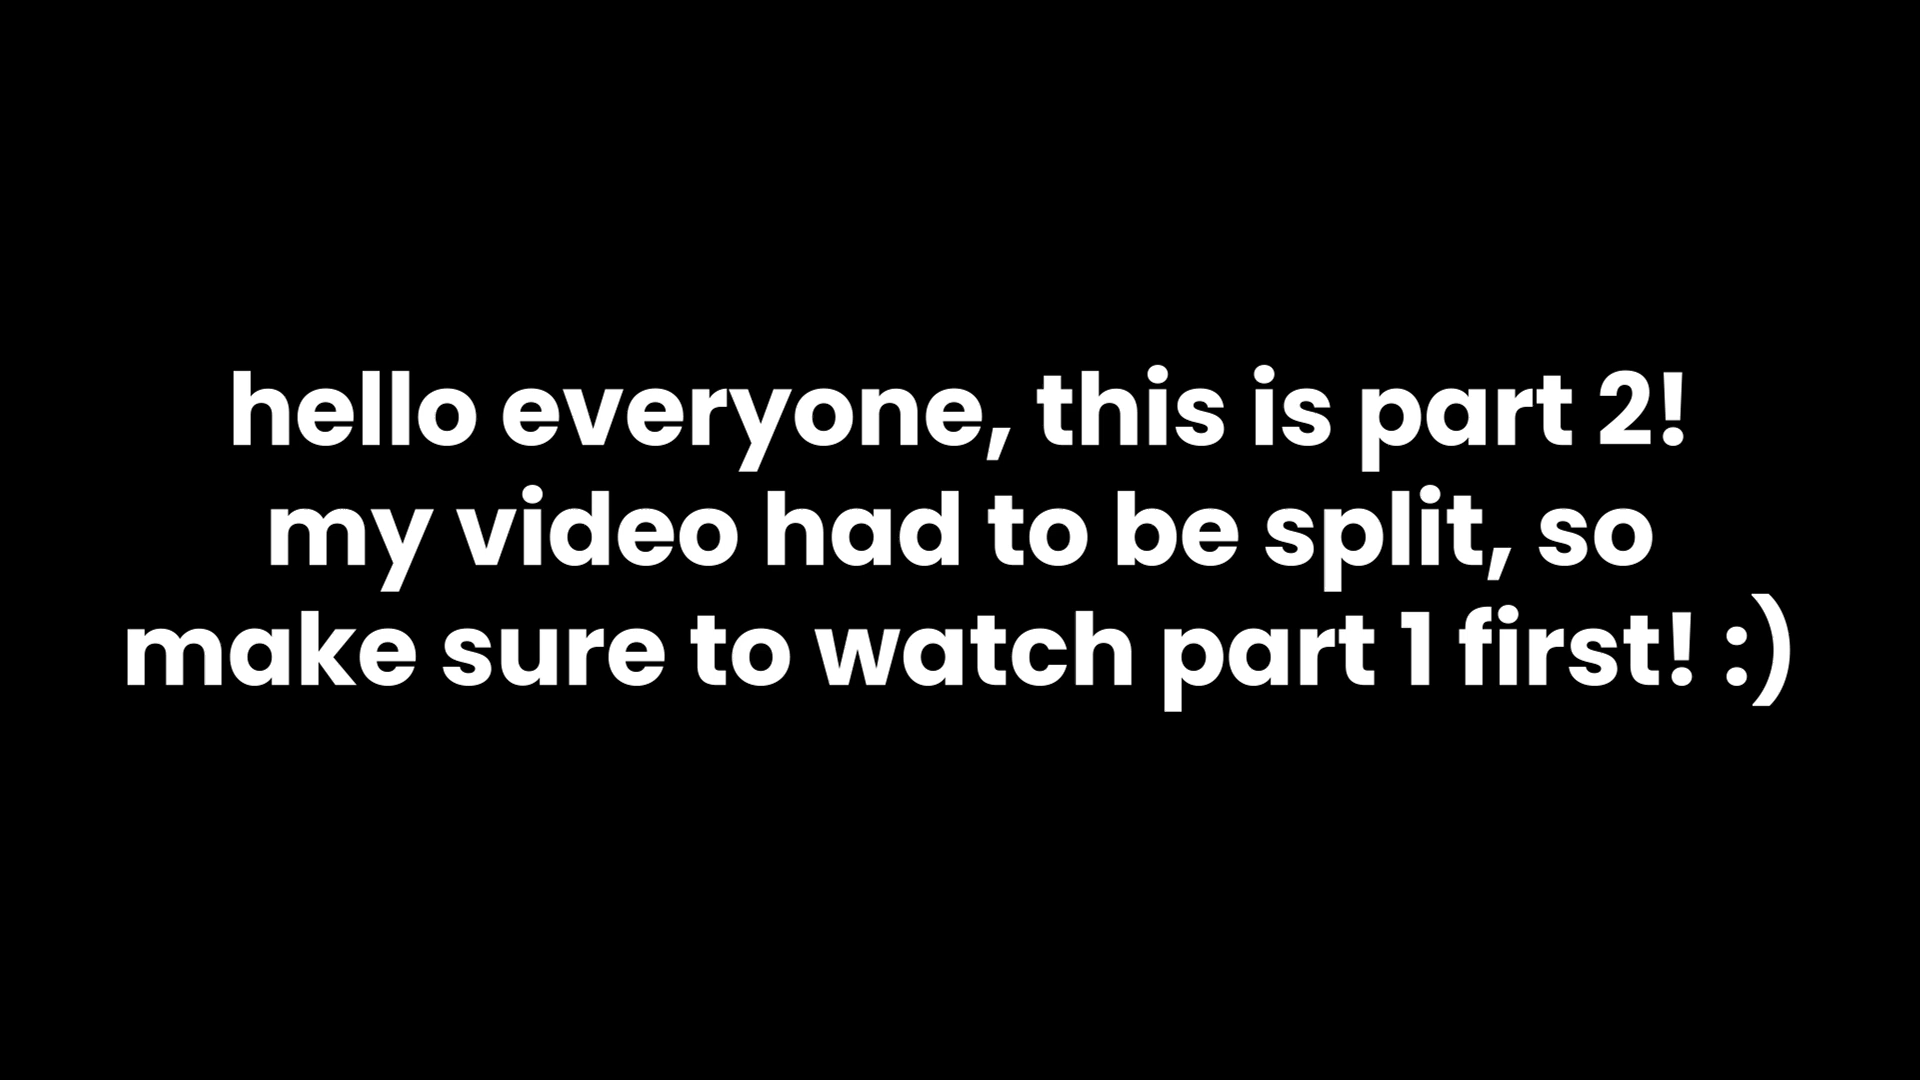 hello everyone, this is part 2!
my video had to be split, so
make sure to watch part 1 first! :)